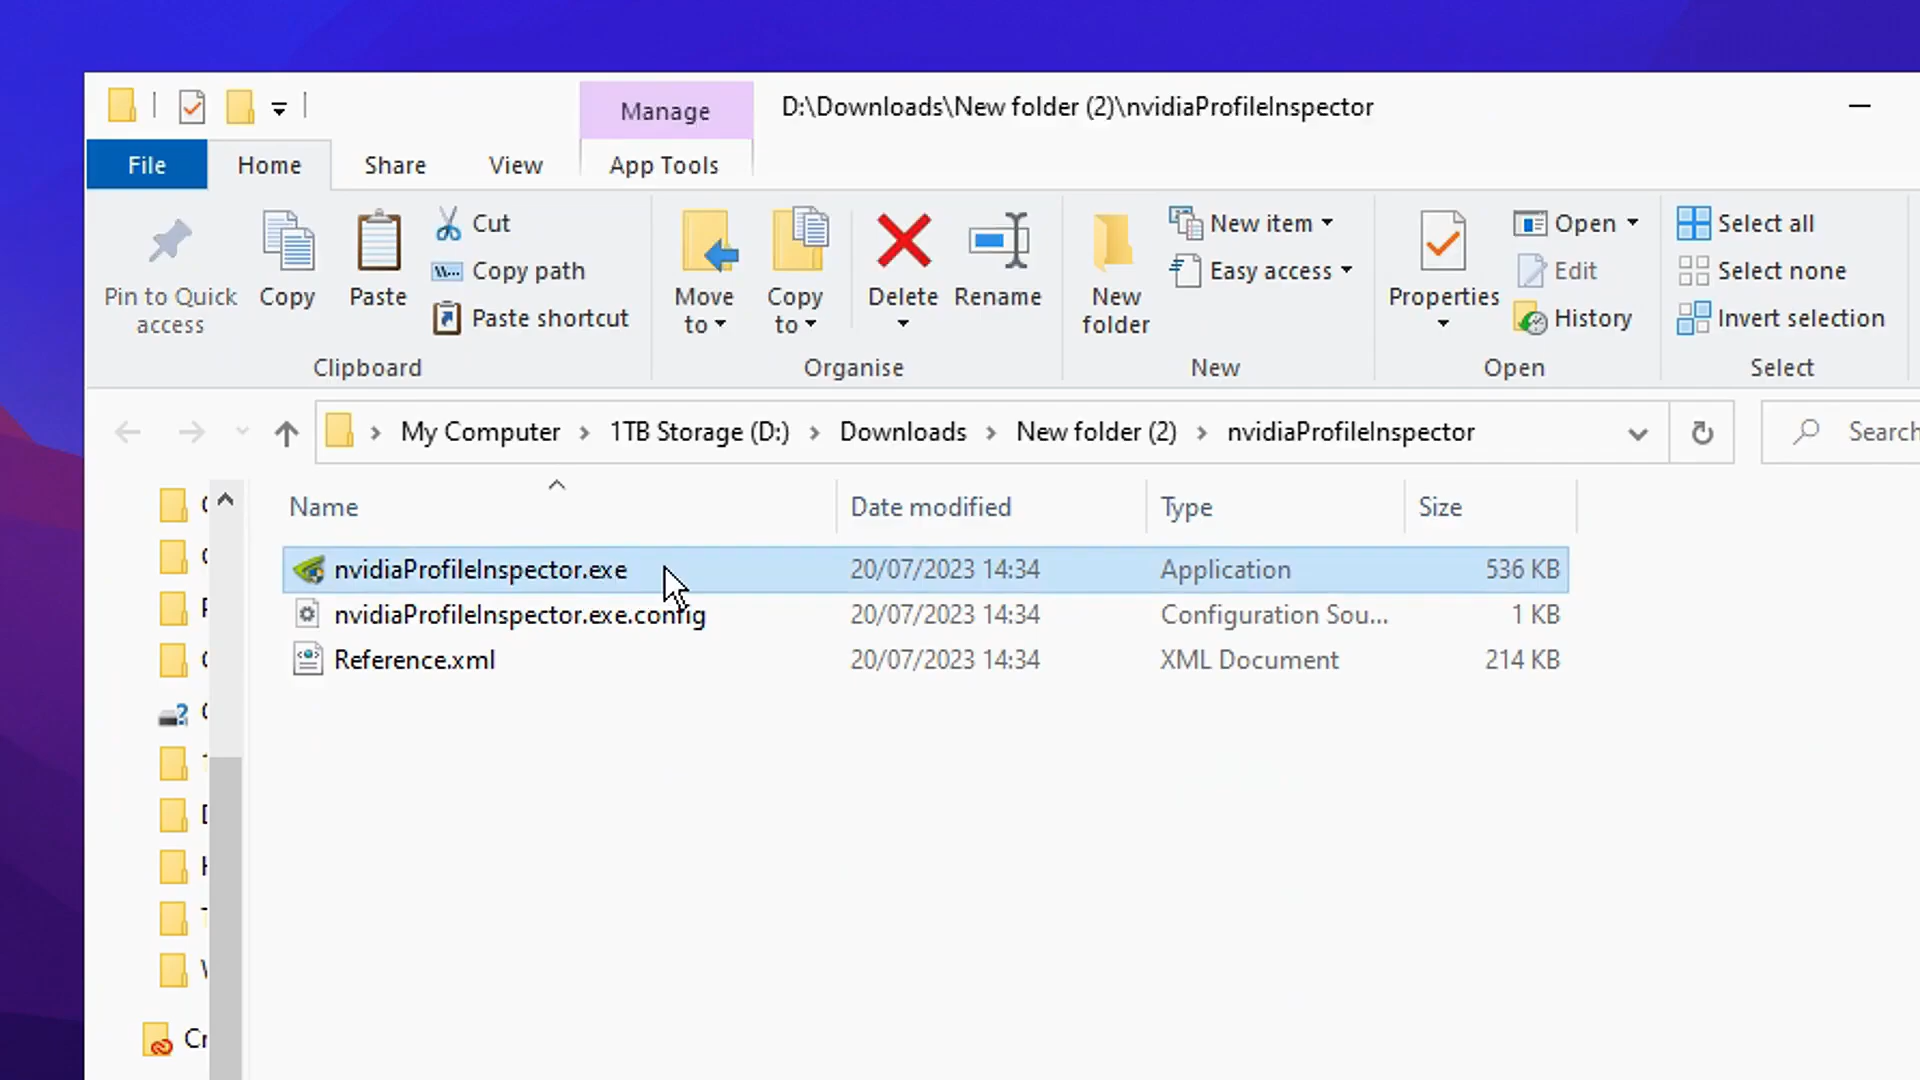 Manage
D:\Downloads\New folder (2)\nvidiaProfileInspector
File
Home
Share
View
App Tools
Pin to Quick
access
Copy
Paste
Cut
Copy path
Paste shortcut
Clipboard
Move
to
Copy
to
Delete
Rename
Organise
New
folder
New item
Easy access
New
Properties
Open
Edit
History
Open
Select all
Select none
Invert selection
Select
My Computer
1TB Storage (D:)
Downloads
New folder (2)
nvidiaProfileInspector
Search
Name
Date modified
Type
Size
nvidiaProfileInspector.exe
20/07/2023 14:34
Application
536 KB
nvidiaProfileInspector.exe.config
20/07/2023 14:34
Configuration Sou...
1 KB
Reference.xml
20/07/2023 14:34
XML Document
214 KB
Cr